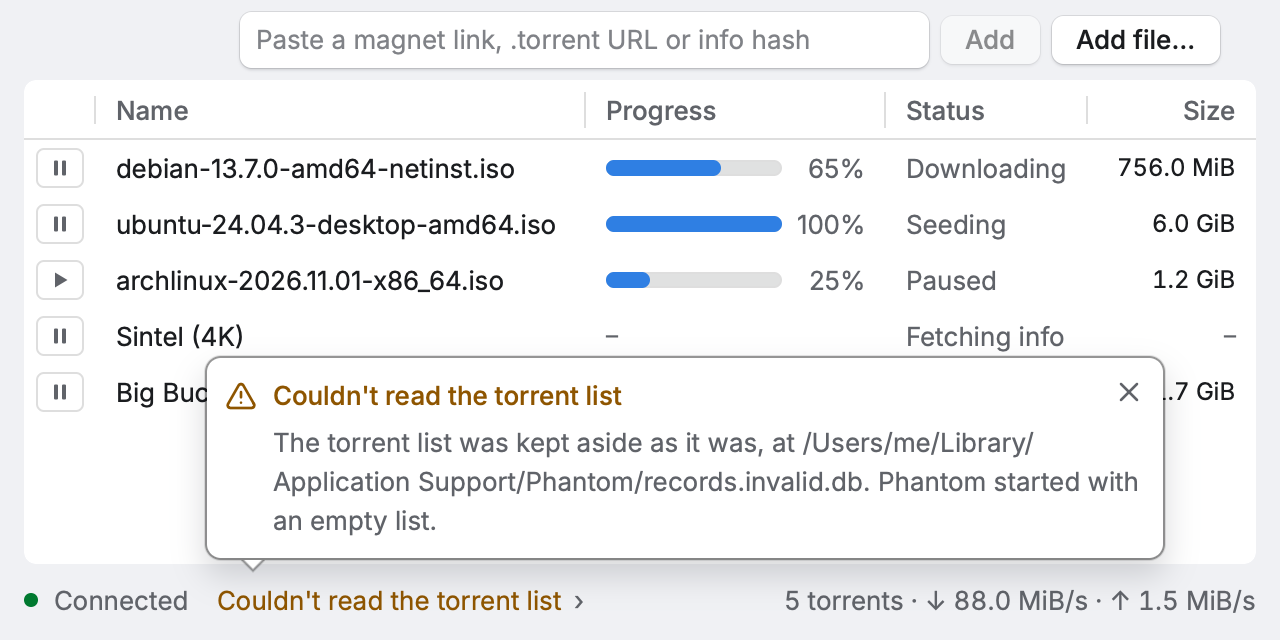 Paste a magnet link, .torrent URL or info hash Add Add file...
Name Progress Status Size
debian-13.7.0-amd64-netinst.iso 65% Downloading 756.0 MiB
ubuntu-24.04.3-desktop-amd64.iso 100% Seeding 6.0 GiB
archlinux-2026.11.01-x86_64.iso 25% Paused 1.2 GiB
Sintel (4K) – Fetching info –
Big .7 GiB
Couldn't read the torrent list
The torrent list was kept aside as it was, at /Users/me/Library/
Application Support/Phantom/records.invalid.db. Phantom started with
an empty list.
Connected Couldn't read the torrent list › 5 torrents · ↓ 88.0 MiB/s · ↑ 1.5 MiB/s